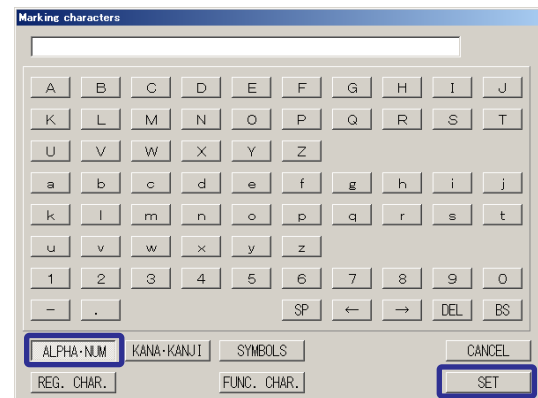 Marking characters
A B C D E F G H I J
K L M N O P Q R S T
U V W X Y Z
a b c d e f g h i j
k l m n o p q r s t
u v w x y z
1 2 3 4 5 6 7 8 9 0
- . SP ← → DEL BS
ALPHA·NUM KANA·KANJI SYMBOLS CANCEL
REG. CHAR. FUNC. CHAR. SET